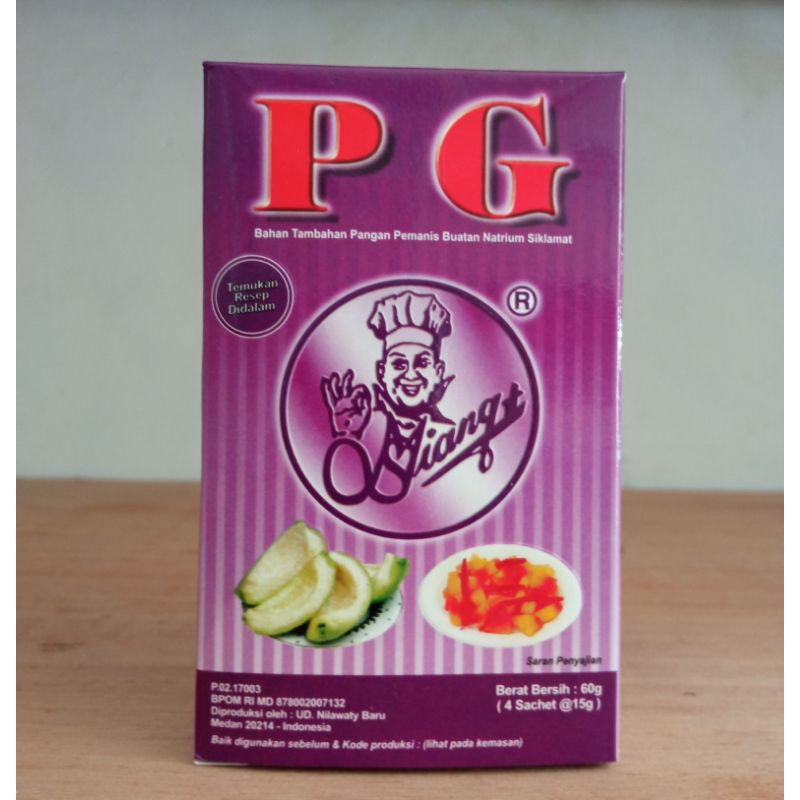 P G
Bahan Tambahan Pangan Pemanis Buatan Natrium Siklamat
Temukan
Resep
Didalam
®
Saran Penyajian
P.02.17003
BPOM RI MD 878002007132
Diproduksi oleh : UD. Nilawaty Baru
Medan 20214 - Indonesia
Berat Bersih : 60g
( 4 Sachet @15g )
Baik digunakan sebelum & Kode produksi : (lihat pada kemasan)